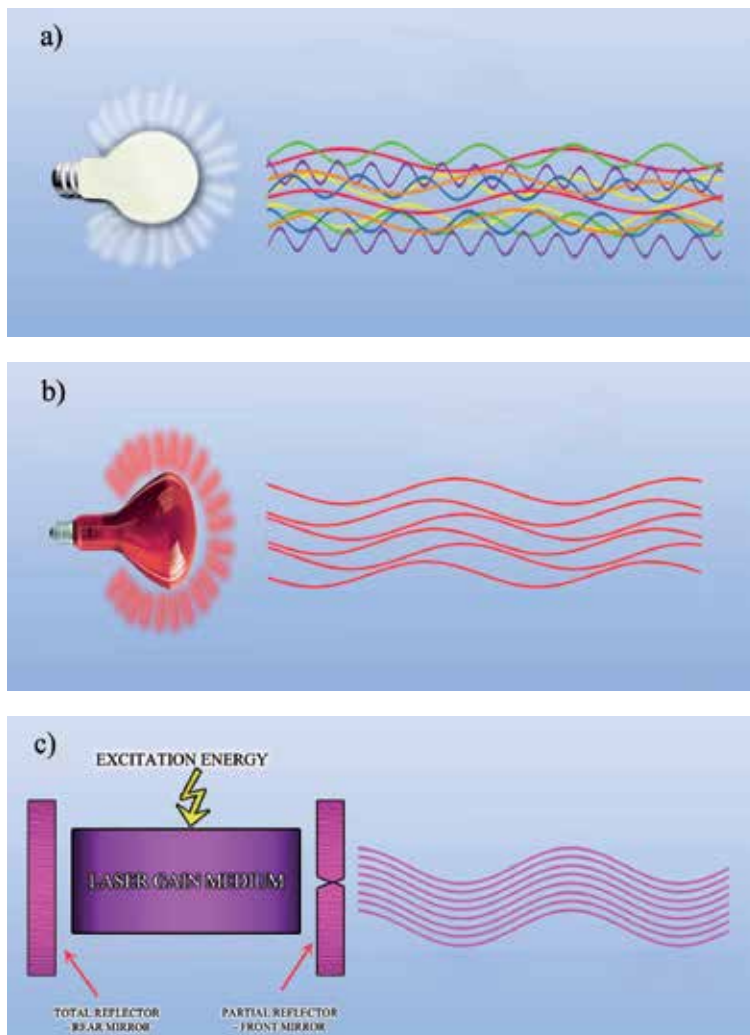 a)
b)
c)
EXCITATION ENERGY
LASER GAIN MEDIUM
TOTAL REFLECTOR
- REAR MIRROR
PARTIAL REFLECTOR
- FRONT MIRROR